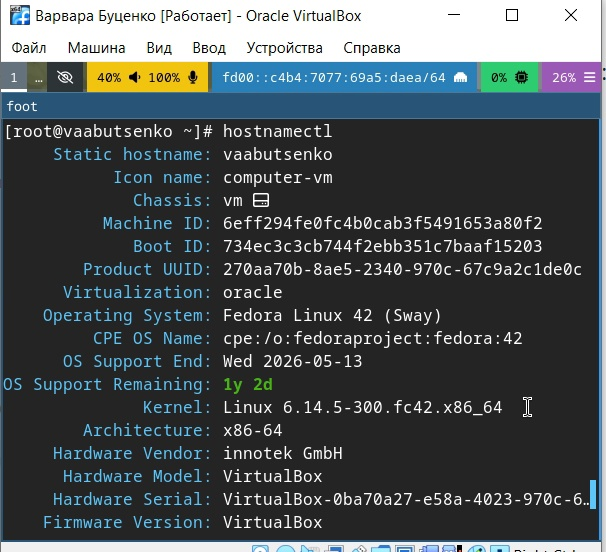 Варвара Буценко [Работает] - Oracle VirtualBox
Файл Машина Вид Ввод Устройства Справка
1 … 40% 100% fd00::c4b4:7077:69a5:daea/64 0% 26%
foot
[root@vaabutsenko ~]# hostnamectl
Static hostname: vaabutsenko
Icon name: computer-vm
Chassis: vm
Machine ID: 6eff294fe0fc4b0cab3f5491653a80f2
Boot ID: 734ec3c3cb744f2ebb351c7baaf15203
Product UUID: 270aa70b-8ae5-2340-970c-67c9a2c1de0c
Virtualization: oracle
Operating System: Fedora Linux 42 (Sway)
CPE OS Name: cpe:/o:fedoraproject:fedora:42
OS Support End: Wed 2026-05-13
OS Support Remaining: 1y 2d
Kernel: Linux 6.14.5-300.fc42.x86_64
Architecture: x86-64
Hardware Vendor: innotek GmbH
Hardware Model: VirtualBox
Hardware Serial: VirtualBox-0ba70a27-e58a-4023-970c-6…
Firmware Version: VirtualBox